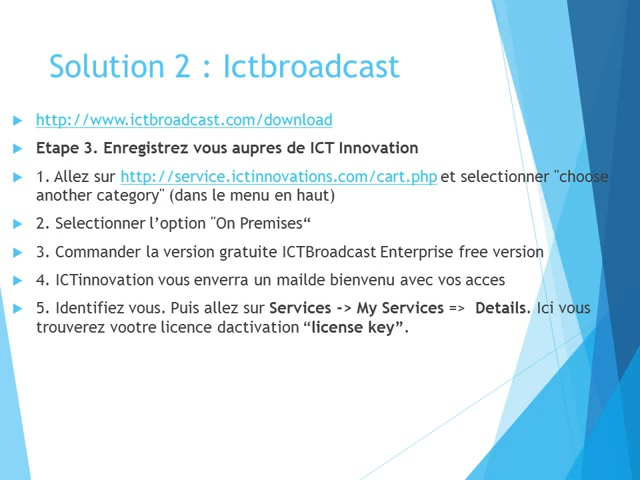 Solution 2 : Ictbroadcast
http://www.ictbroadcast.com/download
Etape 3. Enregistrez vous aupres de ICT Innovation
1. Allez sur http://service.ictinnovations.com/cart.php et selectionner "choose
another category" (dans le menu en haut)
2. Selectionner l’option "On Premises“
3. Commander la version gratuite ICTBroadcast Enterprise free version
4. ICTinnovation vous enverra un mailde bienvenu avec vos acces
5. Identifiez vous. Puis allez sur Services -> My Services => Details. Ici vous
trouverez vootre licence dactivation “license key”.